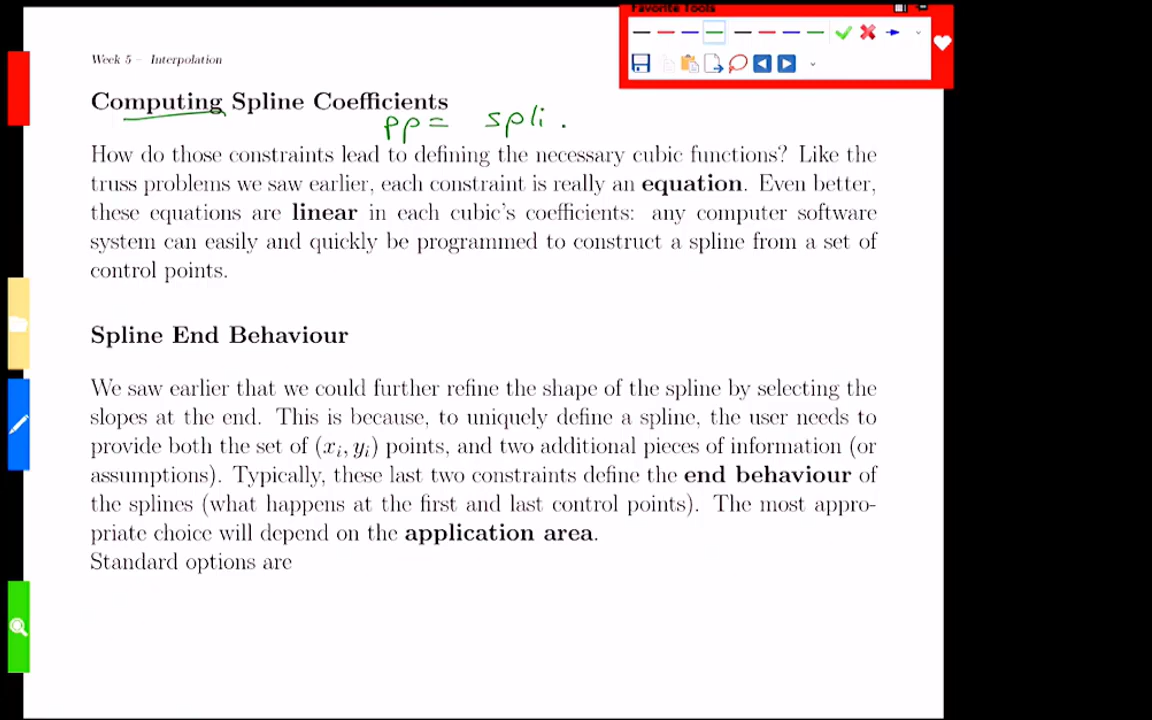 Favorite Tools
Week 5 – Interpolation
Computing Spline Coefficients
pp = spli .
How do those constraints lead to defining the necessary cubic functions? Like the
truss problems we saw earlier, each constraint is really an equation. Even better,
these equations are linear in each cubic's coefficients: any computer software
system can easily and quickly be programmed to construct a spline from a set of
control points.
Spline End Behaviour
We saw earlier that we could further refine the shape of the spline by selecting the
slopes at the end. This is because, to uniquely define a spline, the user needs to
provide both the set of (xᵢ, yᵢ) points, and two additional pieces of information (or
assumptions). Typically, these last two constraints define the end behaviour of
the splines (what happens at the first and last control points). The most appro-
priate choice will depend on the application area.
Standard options are